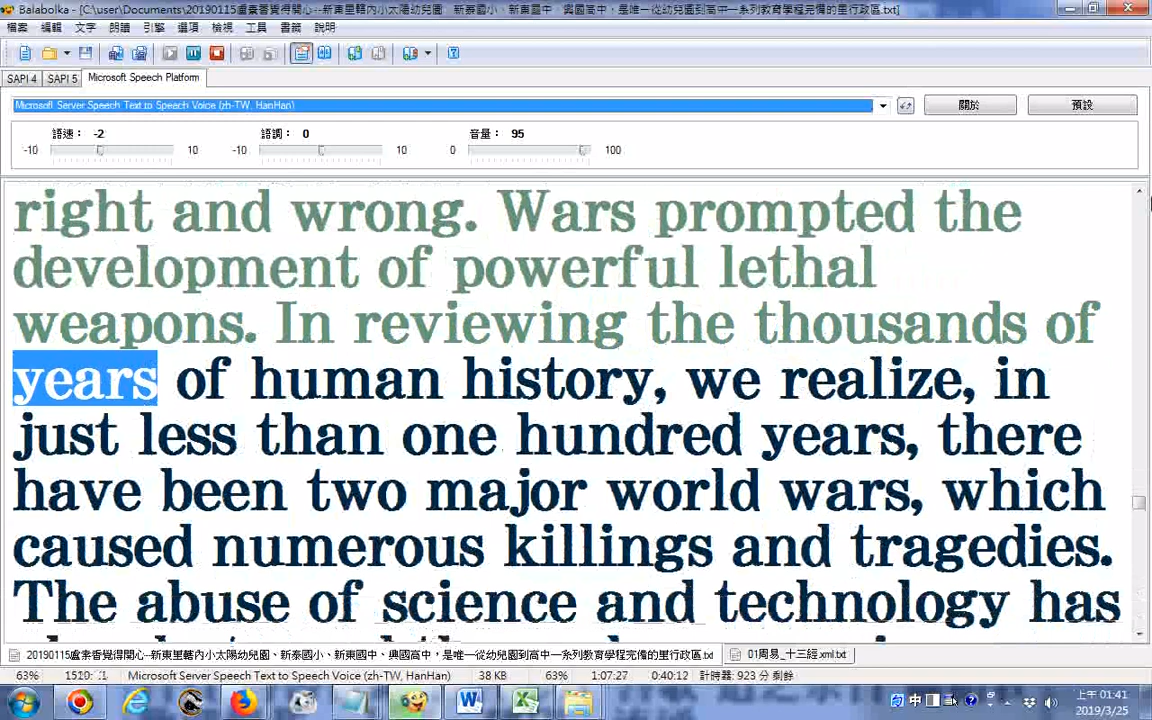 Balabolka - [C:\user\Documents\20190115盧素香覺得開心--新東里轄內小太陽幼兒園、新泰國小、新東國中、興國高中，是唯一從幼兒園到高中一系列教育學程完備的里行政區.txt]
檔案 編輯 文字 朗讀 引擎 選項 檢視 工具 書籤 說明
SAPI 4 SAPI 5 Microsoft Speech Platform
Microsoft Server Speech Text to Speech Voice (zh-TW, HanHan) 關於 預設
語速： -2 語調： 0 音量： 95
-10 10 -10 10 0 100
right and wrong. Wars prompted the
development of powerful lethal
weapons. In reviewing the thousands of
years of human history, we realize, in
just less than one hundred years, there
have been two major world wars, which
caused numerous killings and tragedies.
The abuse of science and technology has
20190115盧素香覺得開心--新東里轄內小太陽幼兒園、新泰國小、新東國中、興國高中，是唯一從幼兒園到高中一系列教育學程完備的里行政區.txt 01周易_十三經.xml.txt
63% Microsoft Server Speech Text to Speech Voice (zh-TW, HanHan) 38 KB 63% 1:07:27 0:40:12 計時器: 923 分 剩餘
中 上午 01:41
2019/3/25